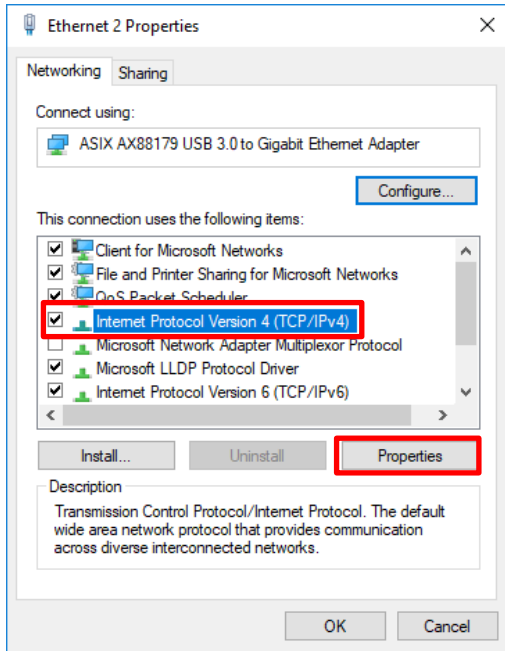 Ethernet 2 Properties
Networking
Sharing
Connect using:
ASIX AX88179 USB 3.0 to Gigabit Ethernet Adapter
Configure...
This connection uses the following items:
Client for Microsoft Networks
File and Printer Sharing for Microsoft Networks
QoS Packet Scheduler
Internet Protocol Version 4 (TCP/IPv4)
Microsoft Network Adapter Multiplexor Protocol
Microsoft LLDP Protocol Driver
Internet Protocol Version 6 (TCP/IPv6)
Install...
Uninstall
Properties
Description
Transmission Control Protocol/Internet Protocol. The default
wide area network protocol that provides communication
across diverse interconnected networks.
OK
Cancel